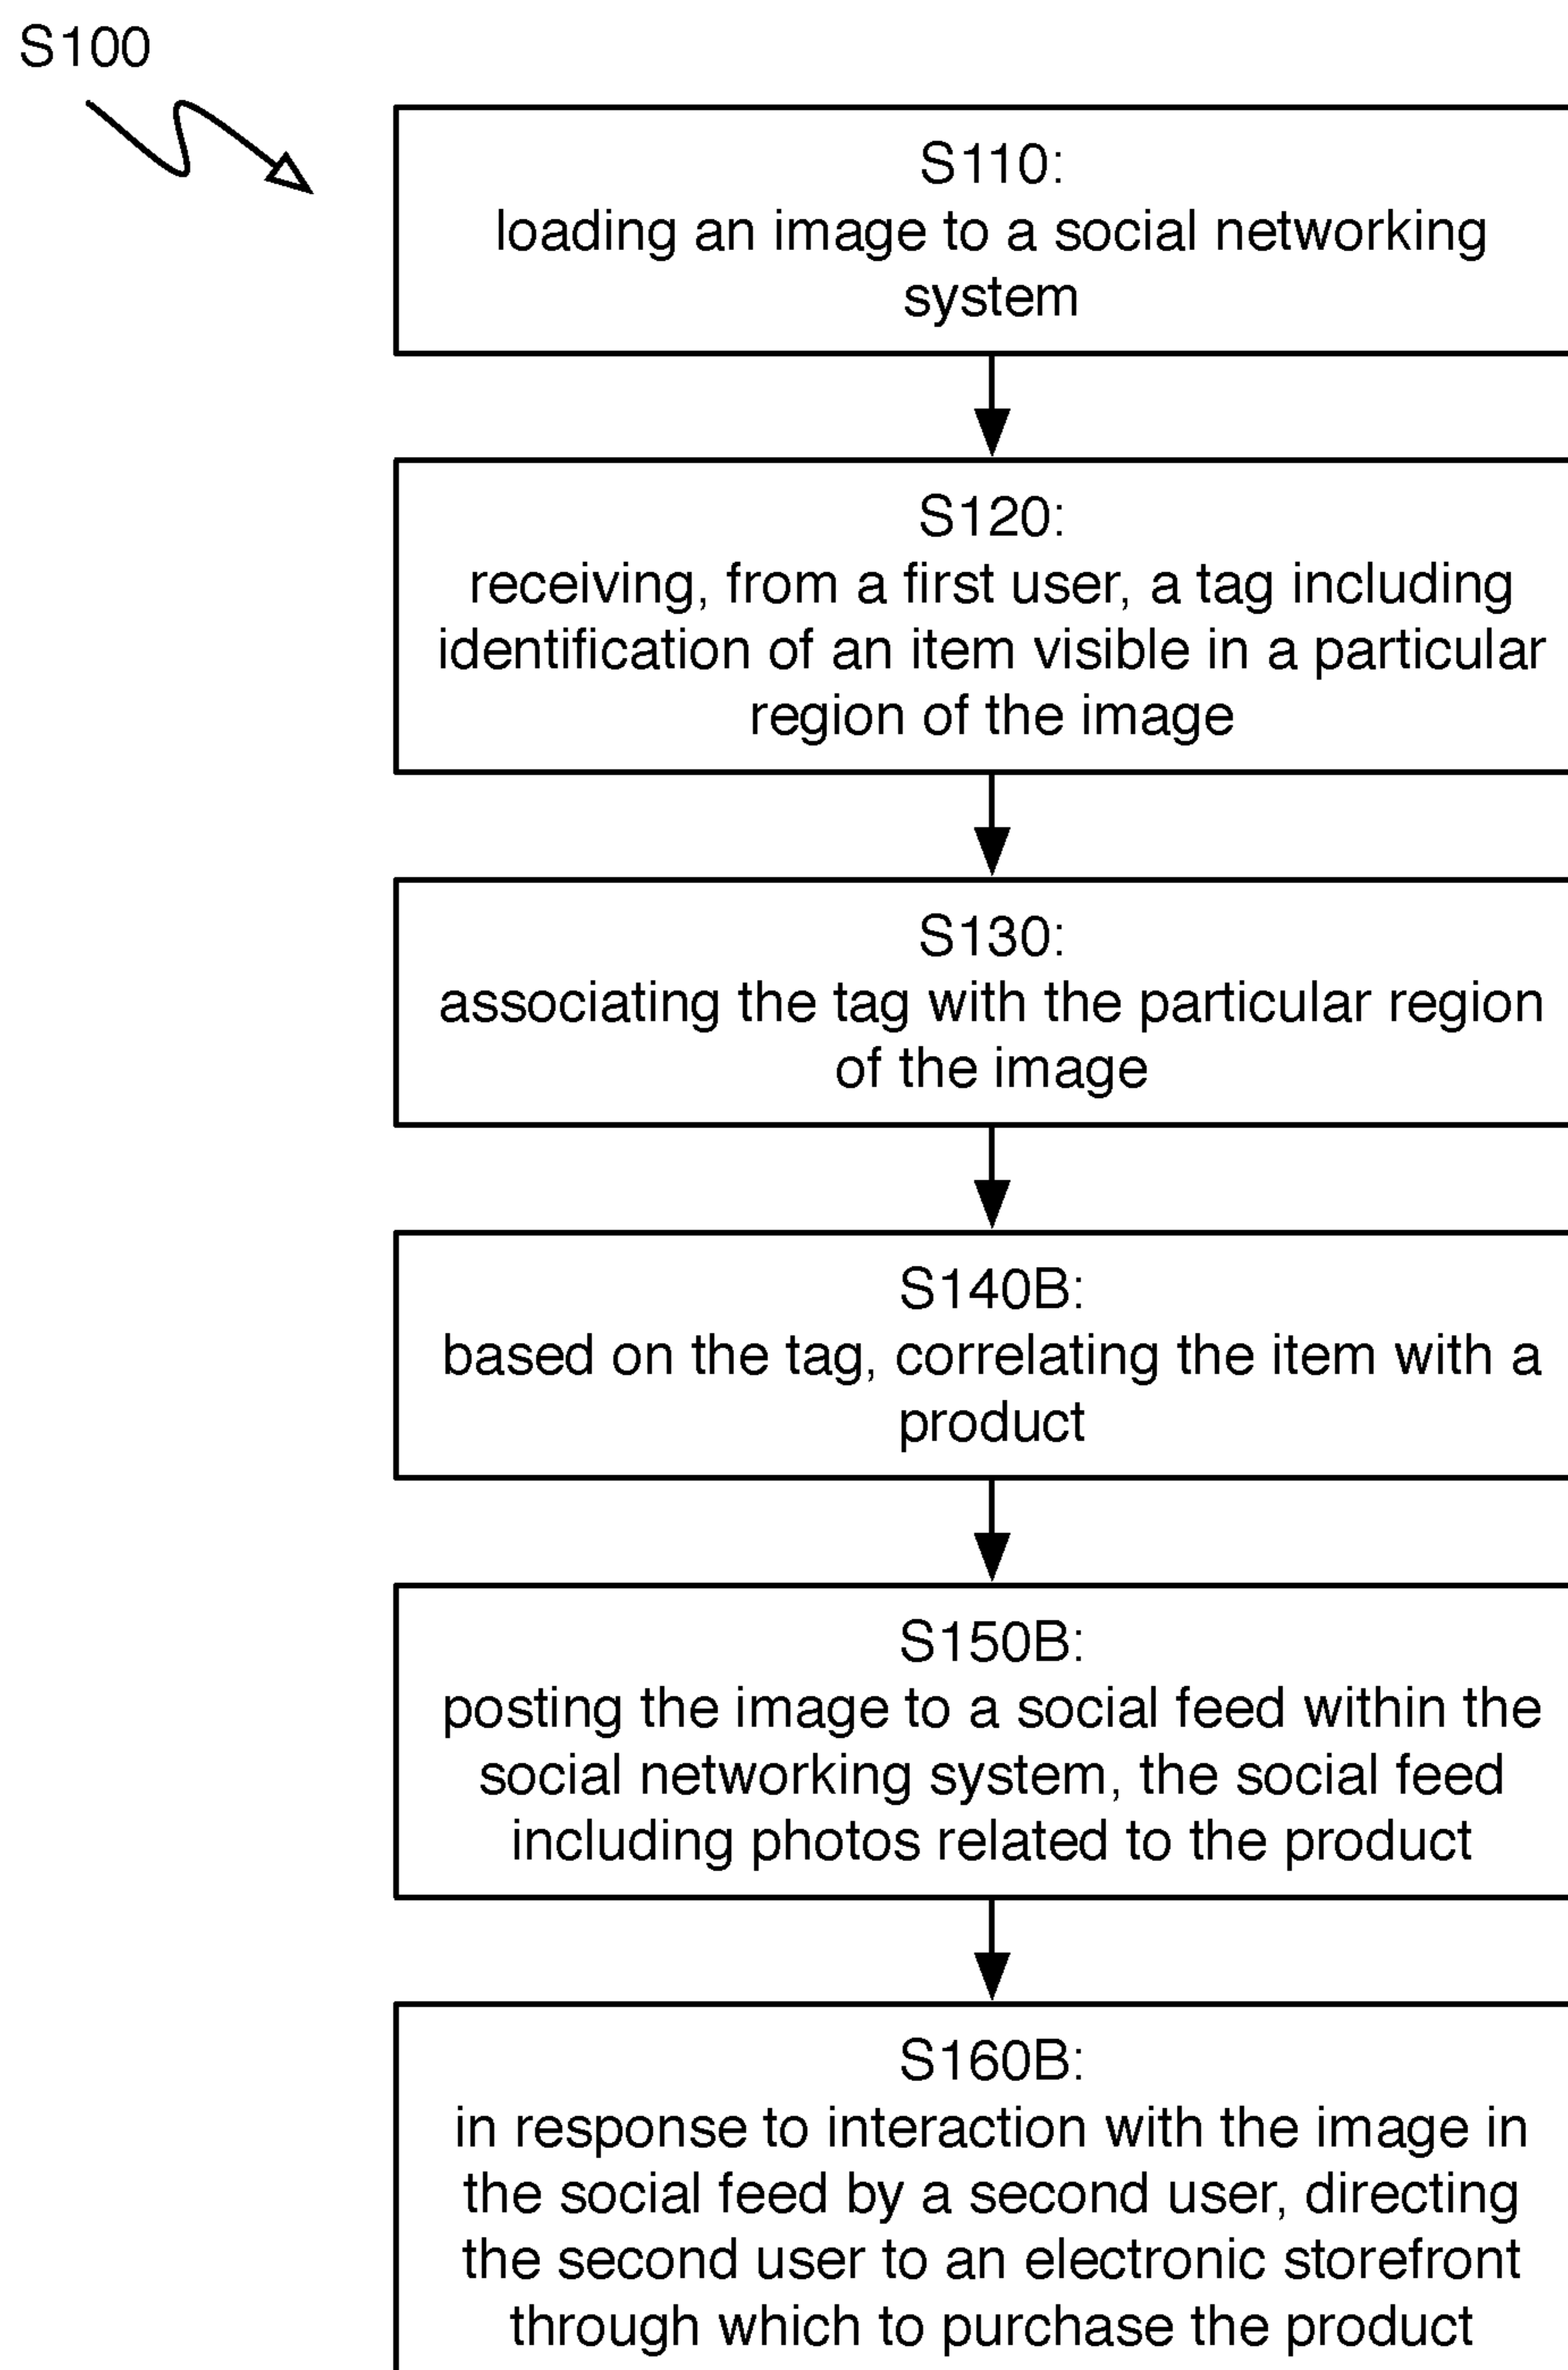 S100
S110:
loading an image to a social networking
system
S120:
receiving, from a first user, a tag including
identification of an item visible in a particular
region of the image
S130:
associating the tag with the particular region
of the image
S140B:
based on the tag, correlating the item with a
product
S150B:
posting the image to a social feed within the
social networking system, the social feed
including photos related to the product
S160B:
in response to interaction with the image in
the social feed by a second user, directing
the second user to an electronic storefront
through which to purchase the product